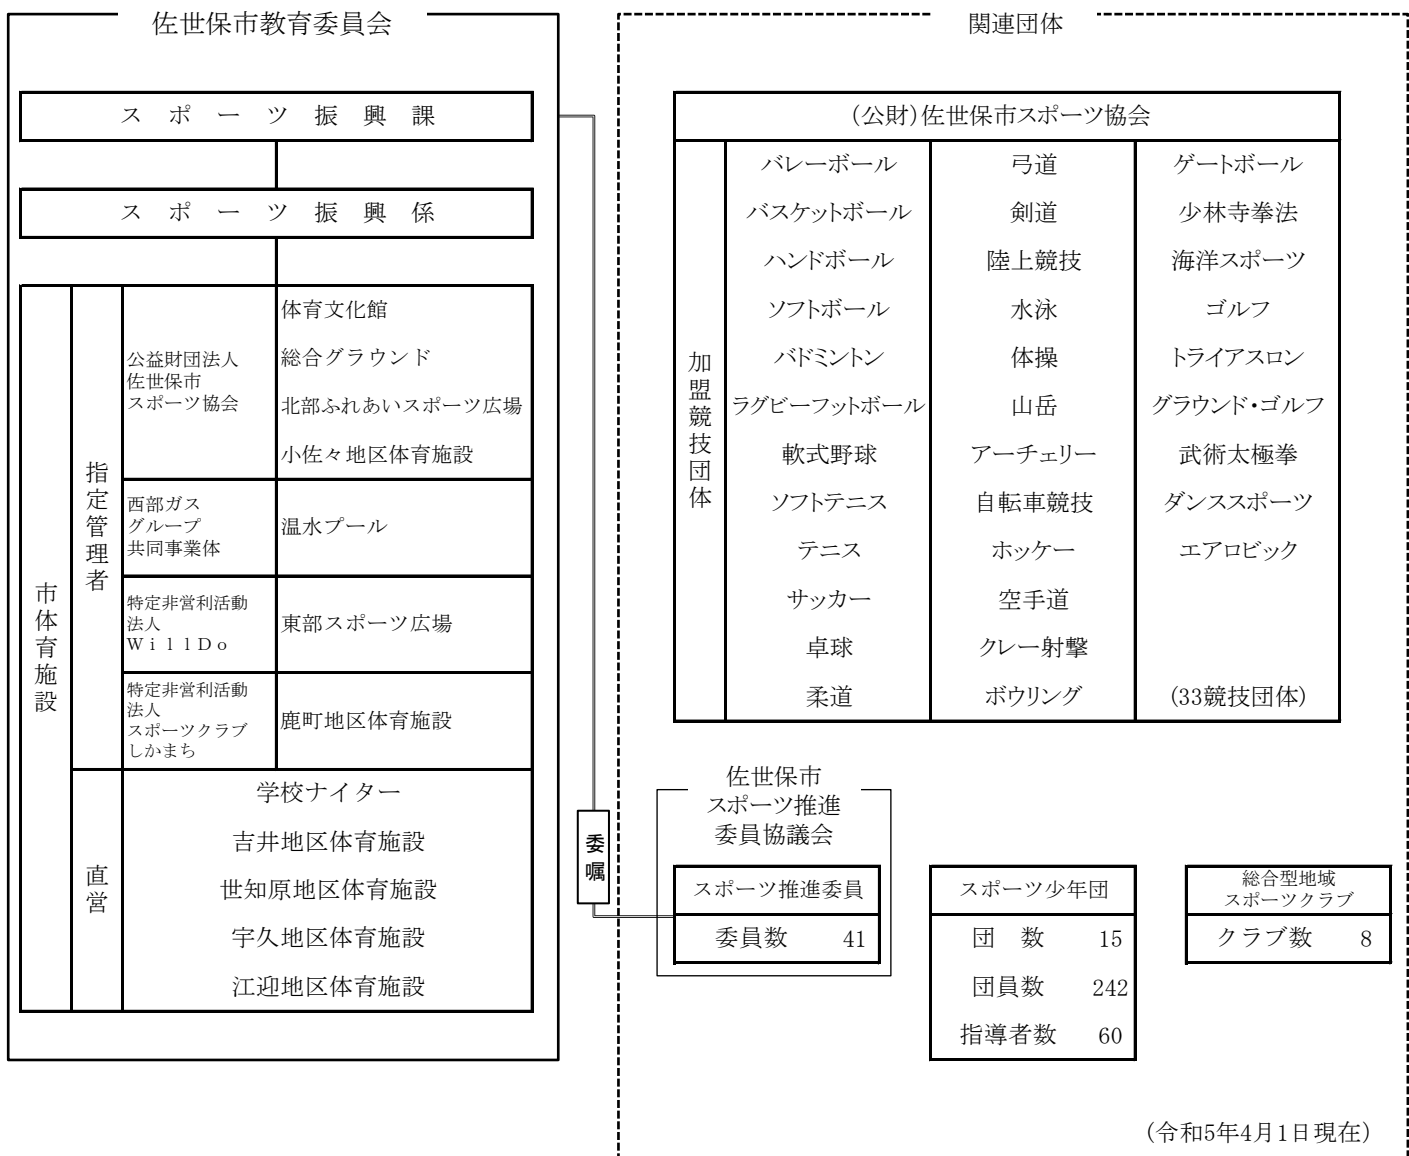 佐世保市教育委員会
スポーツ振興課
スポーツ振興係
市体育施設
指定管理者
公益財団法人
佐世保市
スポーツ協会
体育文化館
総合グラウンド
北部ふれあいスポーツ広場
小佐々地区体育施設
西部ガス
グループ
共同事業体
温水プール
特定非営利活動
法人
ＷｉｌｌＤｏ
東部スポーツ広場
特定非営利活動
法人
スポーツクラブ
しかまち
鹿町地区体育施設
直営
学校ナイター
吉井地区体育施設
世知原地区体育施設
宇久地区体育施設
江迎地区体育施設
委嘱
関連団体
(公財)佐世保市スポーツ協会
加盟競技団体
バレーボール
バスケットボール
ハンドボール
ソフトボール
バドミントン
ラグビーフットボール
軟式野球
ソフトテニス
テニス
サッカー
卓球
柔道
弓道
剣道
陸上競技
水泳
体操
山岳
アーチェリー
自転車競技
ホッケー
空手道
クレー射撃
ボウリング
ゲートボール
少林寺拳法
海洋スポーツ
ゴルフ
トライアスロン
グラウンド・ゴルフ
武術太極拳
ダンススポーツ
エアロビック
(33競技団体)
佐世保市
スポーツ推進
委員協議会
スポーツ推進委員
委員数 41
スポーツ少年団
団 数 15
団員数 242
指導者数 60
総合型地域
スポーツクラブ
クラブ数 8
(令和5年4月1日現在)